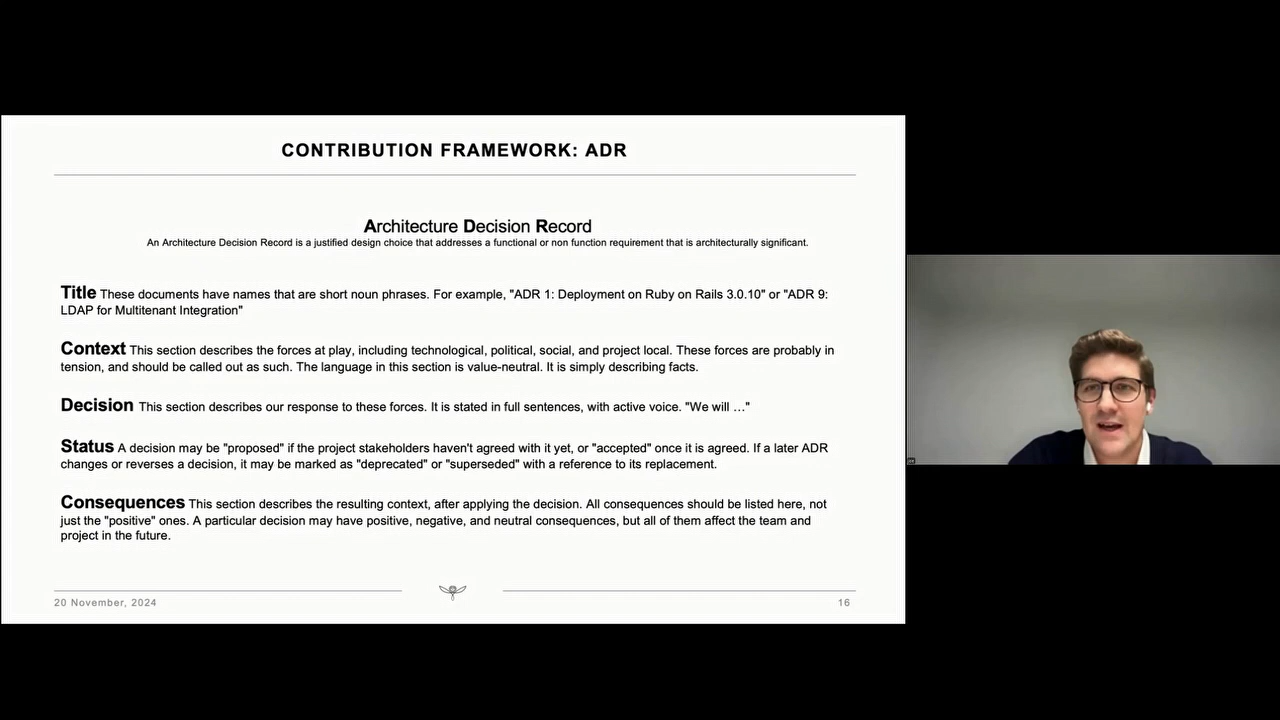 CONTRIBUTION FRAMEWORK: ADR
Architecture Decision Record
An Architecture Decision Record is a justified design choice that addresses a functional or non function requirement that is architecturally significant.
Title These documents have names that are short noun phrases. For example, "ADR 1: Deployment on Ruby on Rails 3.0.10" or "ADR 9:
LDAP for Multitenant Integration"
Context This section describes the forces at play, including technological, political, social, and project local. These forces are probably in
tension, and should be called out as such. The language in this section is value-neutral. It is simply describing facts.
Decision This section describes our response to these forces. It is stated in full sentences, with active voice. "We will …"
Status A decision may be "proposed" if the project stakeholders haven't agreed with it yet, or "accepted" once it is agreed. If a later ADR
changes or reverses a decision, it may be marked as "deprecated" or "superseded" with a reference to its replacement.
Consequences This section describes the resulting context, after applying the decision. All consequences should be listed here, not
just the "positive" ones. A particular decision may have positive, negative, and neutral consequences, but all of them affect the team and
project in the future.
20 November, 2024
16